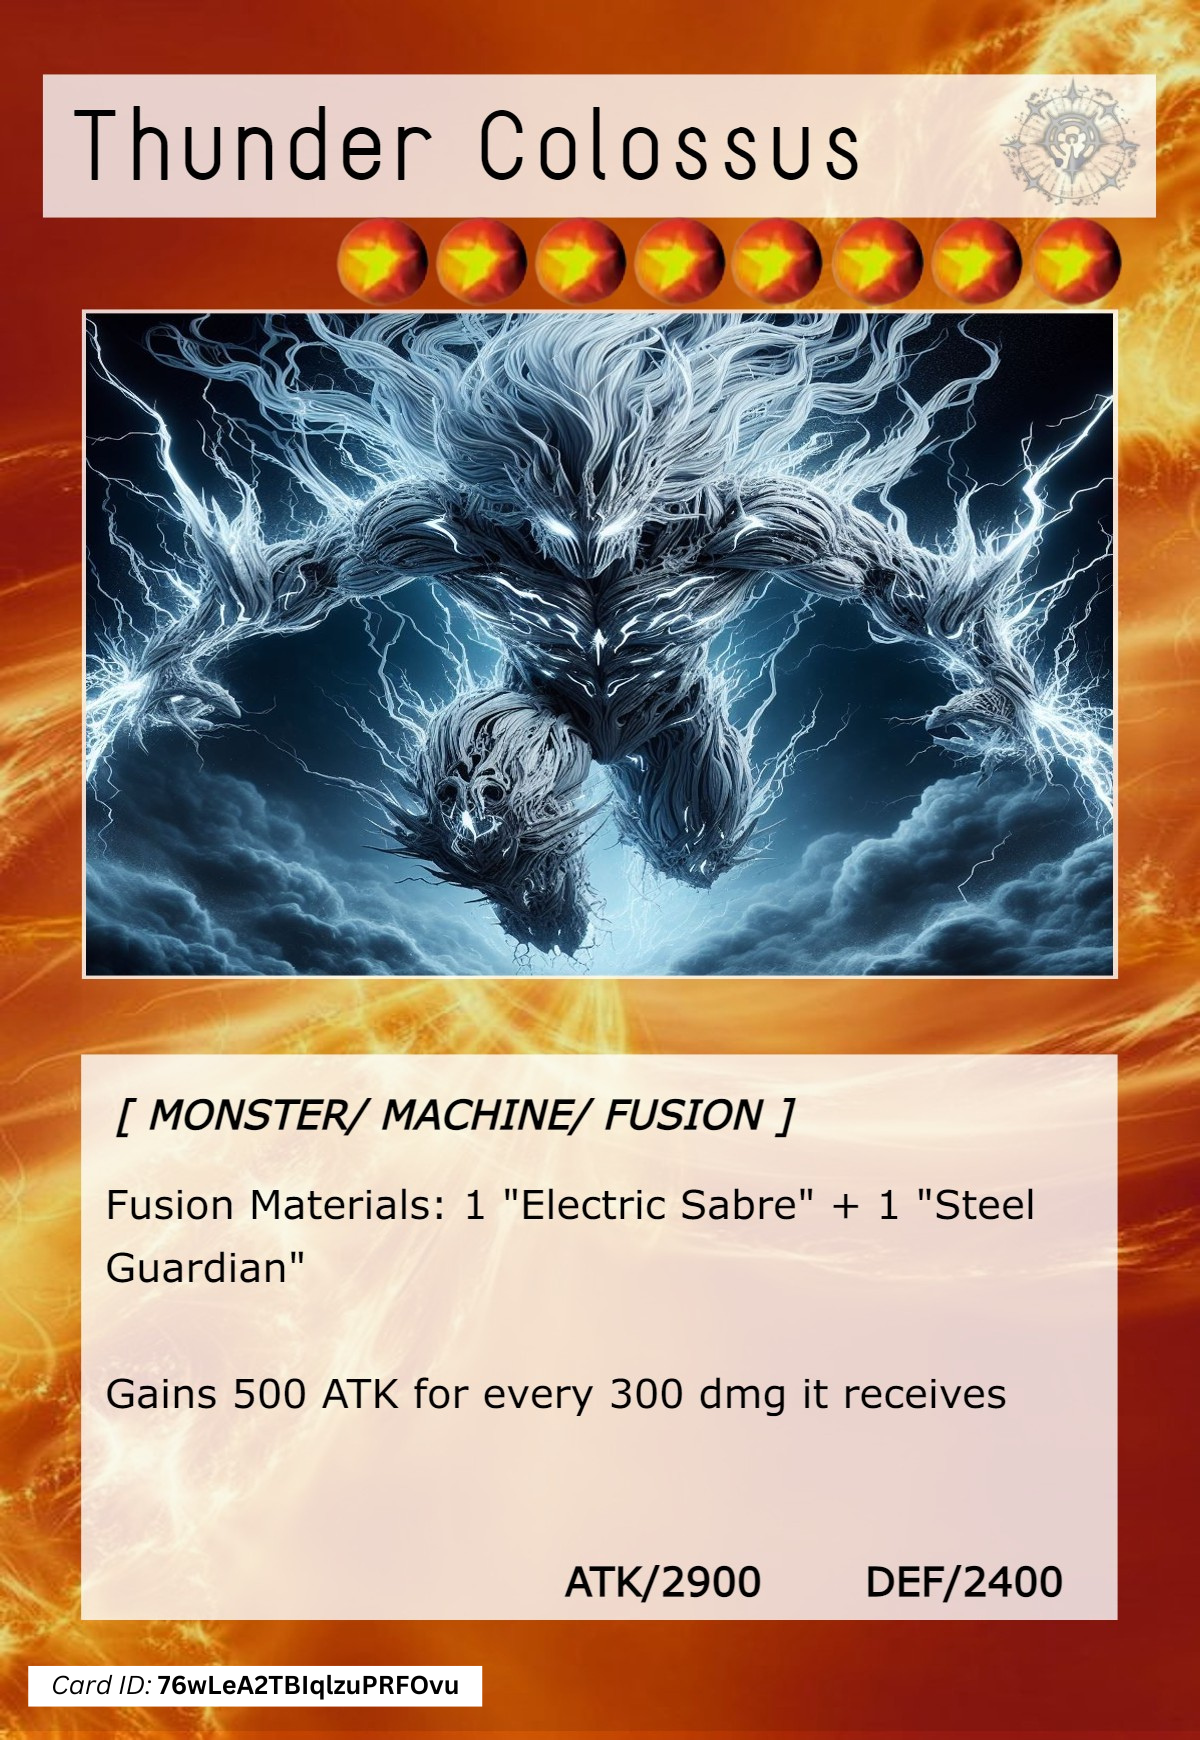 Thunder Colossus
[ MONSTER/ MACHINE/ FUSION ]
Fusion Materials: 1 "Electric Sabre" + 1 "Steel
Guardian"
Gains 500 ATK for every 300 dmg it receives
ATK/2900 DEF/2400
Card ID: 76wLeA2TBIqlzuPRFOvu